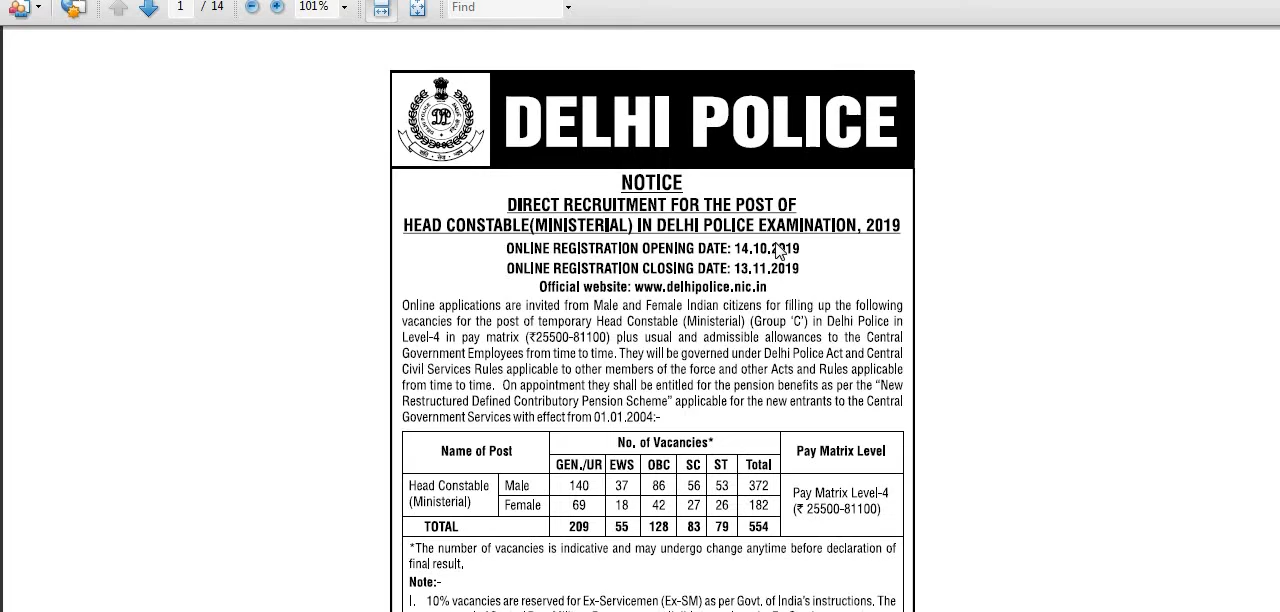 1 / 14 101% Find
DELHI POLICE
NOTICE
DIRECT RECRUITMENT FOR THE POST OF
HEAD CONSTABLE(MINISTERIAL) IN DELHI POLICE EXAMINATION, 2019
ONLINE REGISTRATION OPENING DATE: 14.10.2019
ONLINE REGISTRATION CLOSING DATE: 13.11.2019
Official website: www.delhipolice.nic.in
Online applications are invited from Male and Female Indian citizens for filling up the following
vacancies for the post of temporary Head Constable (Ministerial) (Group ‘C’) in Delhi Police in
Level-4 in pay matrix (₹25500-81100) plus usual and admissible allowances to the Central
Government Employees from time to time. They will be governed under Delhi Police Act and Central
Civil Services Rules applicable to other members of the force and other Acts and Rules applicable
from time to time. On appointment they shall be entitled for the pension benefits as per the “New
Restructured Defined Contributory Pension Scheme” applicable for the new entrants to the Central
Government Services with effect from 01.01.2004:-
Name of Post No. of Vacancies* Pay Matrix Level
GEN./UR EWS OBC SC ST Total
Head Constable (Ministerial) Male 140 37 86 56 53 372 Pay Matrix Level-4
Female 69 18 42 27 26 182 (₹ 25500-81100)
TOTAL 209 55 128 83 79 554
*The number of vacancies is indicative and may undergo change anytime before declaration of
final result.
Note:-
I. 10% vacancies are reserved for Ex-Servicemen (Ex-SM) as per Govt. of India's instructions. The